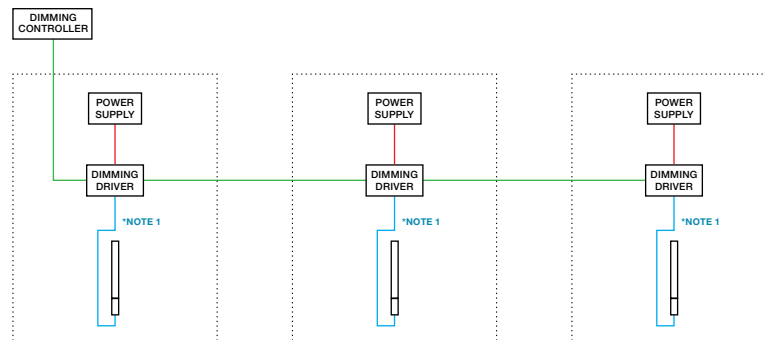 DIMMING
CONTROLLER
POWER
SUPPLY
POWER
SUPPLY
POWER
SUPPLY
DIMMING
DRIVER
DIMMING
DRIVER
DIMMING
DRIVER
*NOTE 1
*NOTE 1
*NOTE 1